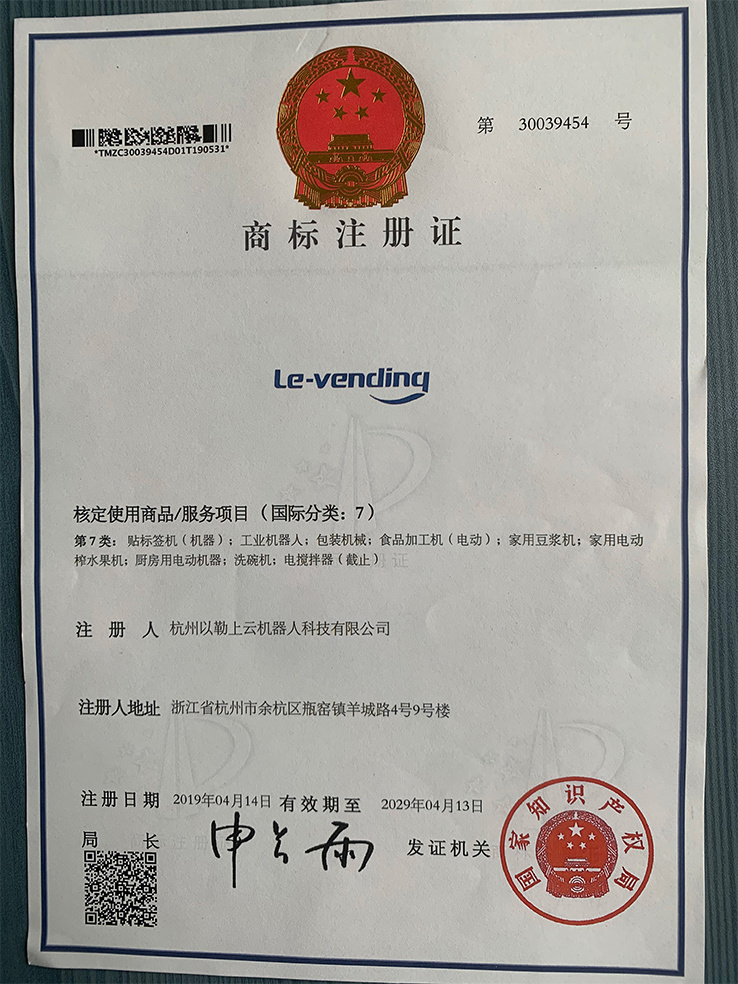 第 30039454 号
*TMZC30039454D01T190531*
商标注册证
Le-vending
核定使用商品/服务项目（国际分类：7）
第7类：贴标签机（机器）；工业机器人；包装机械；食品加工机（电动）；家用豆浆机；家用电动
榨水果机；厨房用电动机器；洗碗机；电搅拌器（截止）
注册人 杭州以勒上云机器人科技有限公司
注册人地址 浙江省杭州市余杭区瓶窑镇羊城路4号9号楼
注册日期 2019年04月14日 有效期至 2029年04月13日
局长 申长雨 发证机关
国家知识产权局